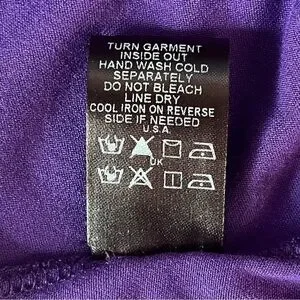 TURN GARMENT
INSIDE OUT
HAND WASH COLD
SEPARATELY
DO NOT BLEACH
LINE DRY
COOL IRON ON REVERSE
SIDE IF NEEDED
U.S.A.
UK